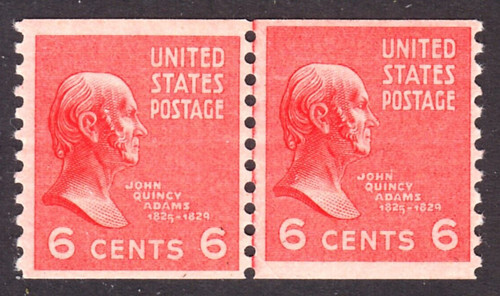 UNITED
STATES
POSTAGE
JOHN
QUINCY
ADAMS
1825-1829
6 CENTS 6
UNITED
STATES
POSTAGE
JOHN
QUINCY
ADAMS
1825-1829
6 CENTS 6